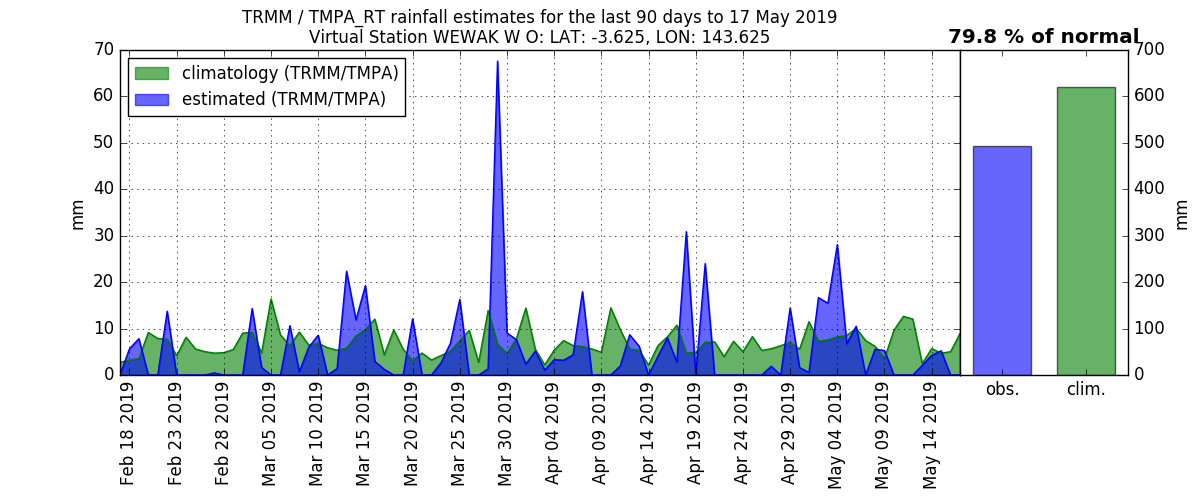 TRMM / TMPA_RT rainfall estimates for the last 90 days to 17 May 2019
Virtual Station WEWAK W O: LAT: -3.625, LON: 143.625
79.8 % of normal
climatology (TRMM/TMPA)
estimated (TRMM/TMPA)
mm
70
60
50
40
30
20
10
0
Feb 18 2019
Feb 23 2019
Feb 28 2019
Mar 05 2019
Mar 10 2019
Mar 15 2019
Mar 20 2019
Mar 25 2019
Mar 30 2019
Apr 04 2019
Apr 09 2019
Apr 14 2019
Apr 19 2019
Apr 24 2019
Apr 29 2019
May 04 2019
May 09 2019
May 14 2019
obs.
clim.
700
600
500
400
300
200
100
0
mm